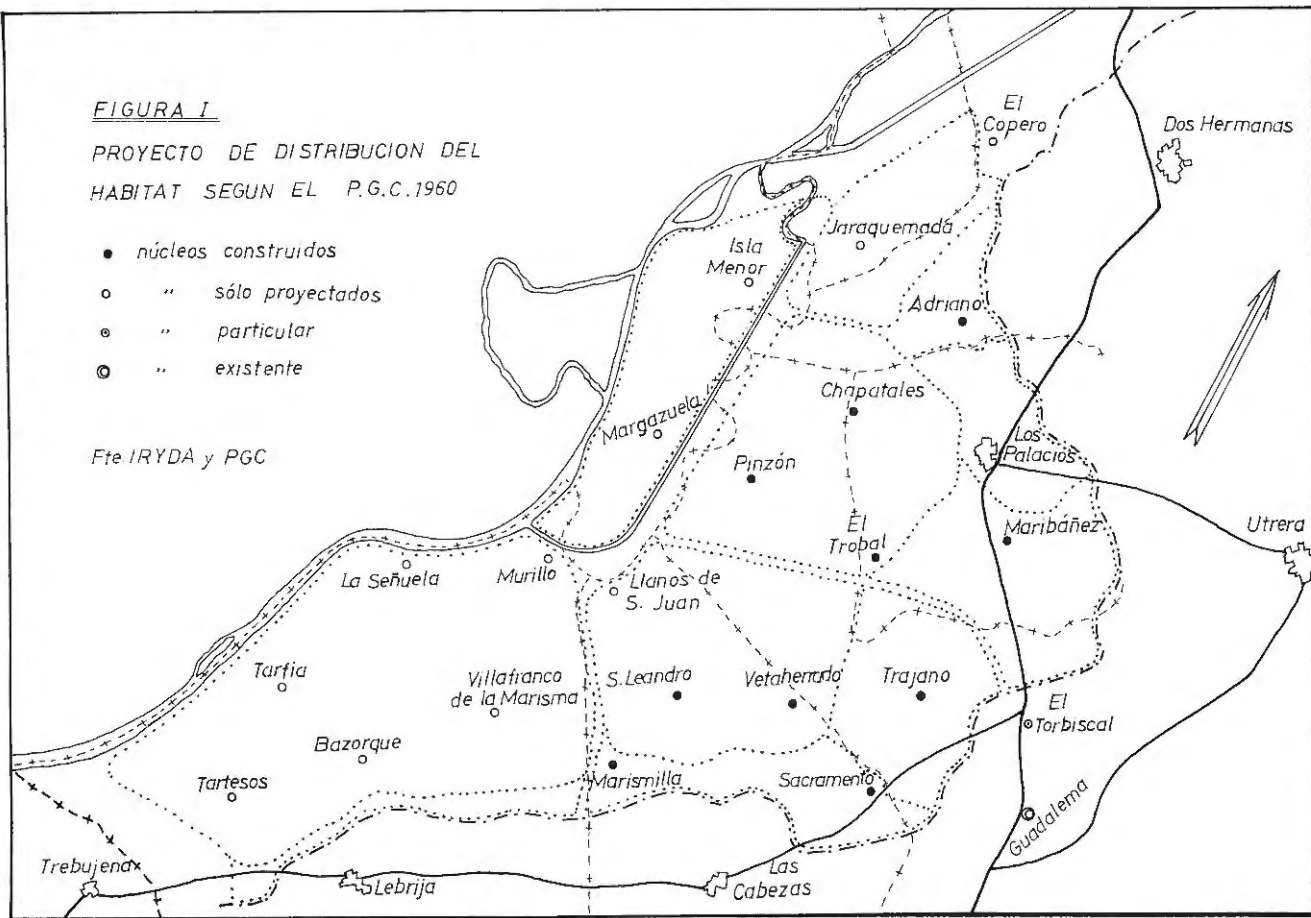 FIGURA I
PROYECTO DE DISTRIBUCION DEL
HABITAT SEGUN EL P.G.C. 1960
núcleos construidos
" sólo proyectados
" particular
" existente
Fte IRYDA y PGC
El
Copero
Dos Hermanas
Jaraquemada
Isla
Menor
Adriano
Chapatales
Margazuela
Los
Palacios
Pinzón
El
Trobal
Maribáñez
Utrera
La Señuela
Murillo
Llanos de
S. Juan
Tarfia
Villafranco
de la Marisma
S. Leandro
Vetaherrado
Trajano
El
Torbiscal
Bazorque
Marismilla
Sacramento
Tartesos
Guadalema
Trebujena
Lebrija
Las
Cabezas